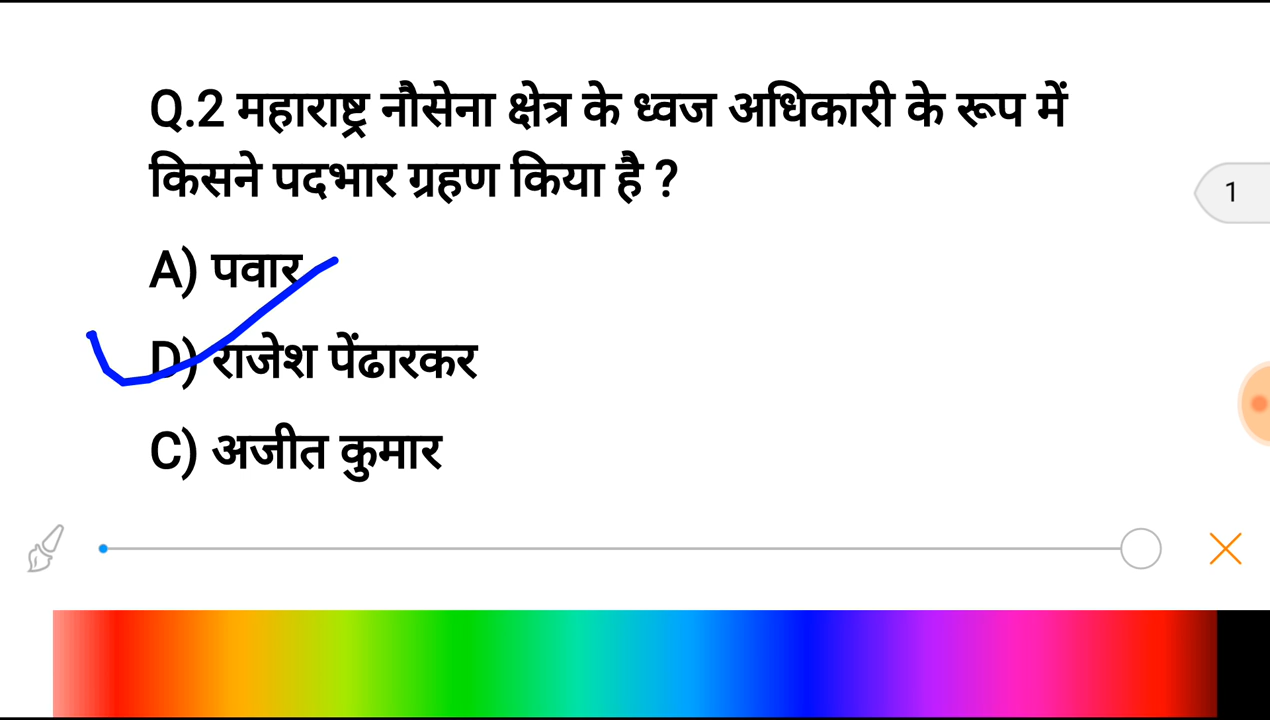 Q.2 महाराष्ट्र नौसेना क्षेत्र के ध्वज अधिकारी के रूप में
किसने पदभार ग्रहण किया है ?
1
A) पवार
D) राजेश पेंढारकर
C) अजीत कुमार